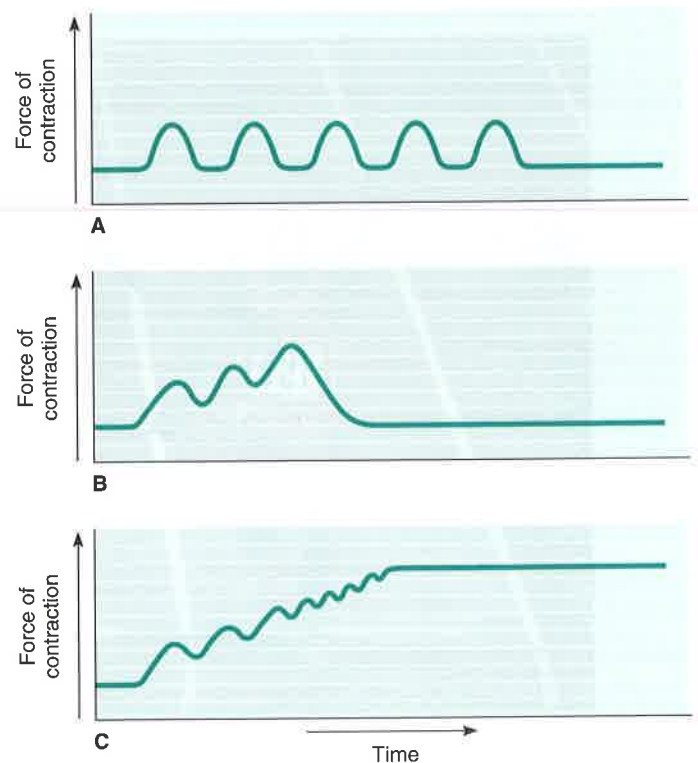 Force of
contraction
A
Force of
contraction
B
Force of
contraction
C
Time